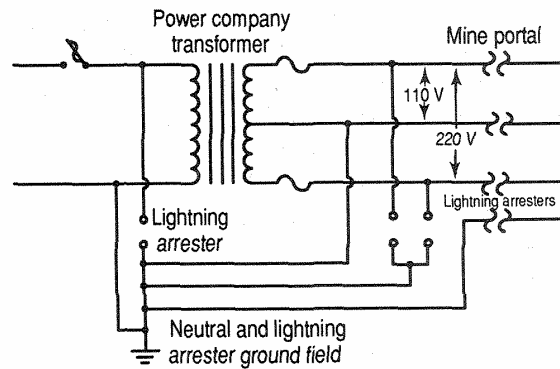 Power company
transformer
Mine portal
110 V
220 V
Lightning arresters
Lightning
arrester
Neutral and lightning
arrester ground field